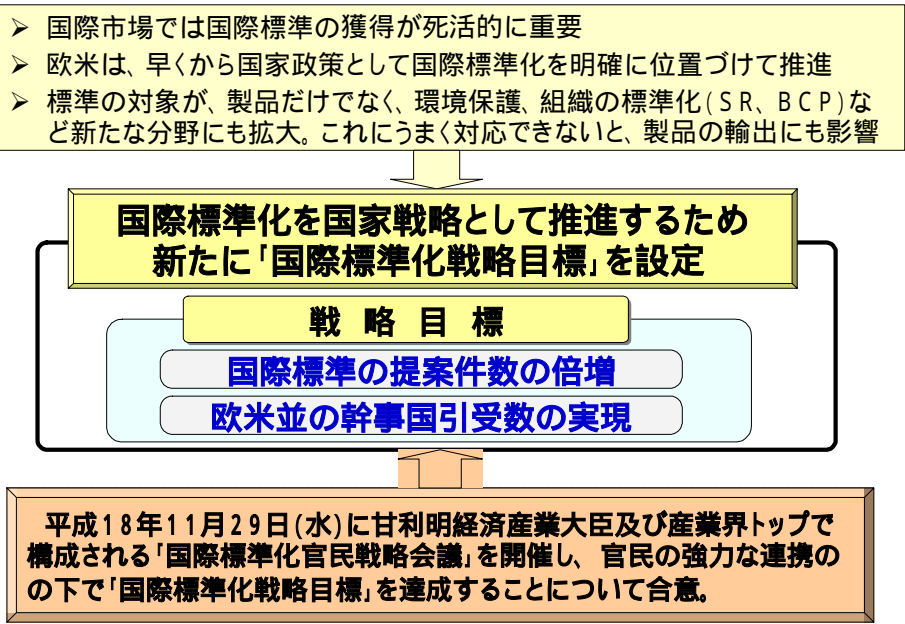 ➢ 国際市場では国際標準の獲得が死活的に重要
➢ 欧米は、早くから国家政策として国際標準化を明確に位置づけて推進
➢ 標準の対象が、製品だけでなく、環境保護、組織の標準化(SR、BCP)な
ど新たな分野にも拡大。これにうまく対応できないと、製品の輸出にも影響
国際標準化を国家戦略として推進するため
新たに「国際標準化戦略目標」を設定
戦 略 目 標
国際標準の提案件数の倍増
欧米並の幹事国引受数の実現
平成18年11月29日(水)に甘利明経済産業大臣及び産業界トップで
構成される「国際標準化官民戦略会議」を開催し、官民の強力な連携の
の下で「国際標準化戦略目標」を達成することについて合意。